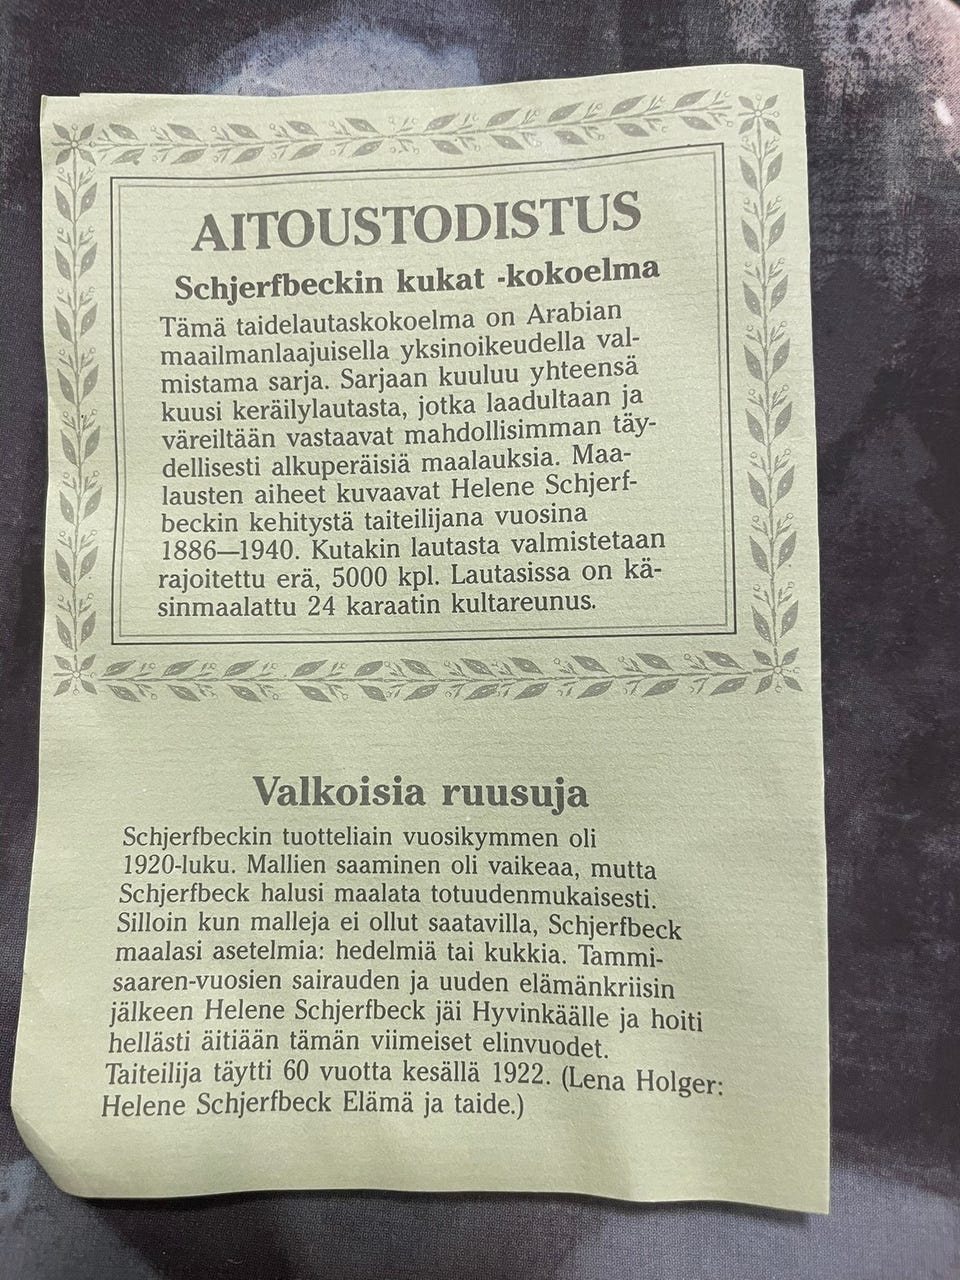 AITOUSTODISTUS
Schjerfbeckin kukat -kokoelma
Tämä taidelautaskokoelma on Arabian
maailmanlaajuisella yksinoikeudella val-
mistama sarja. Sarjaan kuuluu yhteensä
kuusi keräilylautasta, jotka laadultaan ja
väreiltään vastaavat mahdollisimman täy-
dellisesti alkuperäisiä maalauksia. Maa-
lausten aiheet kuvaavat Helene Schjerf-
beckin kehitystä taiteilijana vuosina
1886—1940. Kutakin lautasta valmistetaan
rajoitettu erä, 5000 kpl. Lautasissa on kä-
sinmaalattu 24 karaatin kultareunus.
Valkoisia ruusuja
Schjerfbeckin tuotteliain vuosikymmen oli
1920-luku. Mallien saaminen oli vaikeaa, mutta
Schjerfbeck halusi maalata totuudenmukaisesti.
Silloin kun malleja ei ollut saatavilla, Schjerfbeck
maalasi asetelmia: hedelmiä tai kukkia. Tammi-
saaren-vuosien sairauden ja uuden elämänkriisin
jälkeen Helene Schjerfbeck jäi Hyvinkäälle ja hoiti
hellästi äitiään tämän viimeiset elinvuodet.
Taiteilija täytti 60 vuotta kesällä 1922. (Lena Holger:
Helene Schjerfbeck Elämä ja taide.)